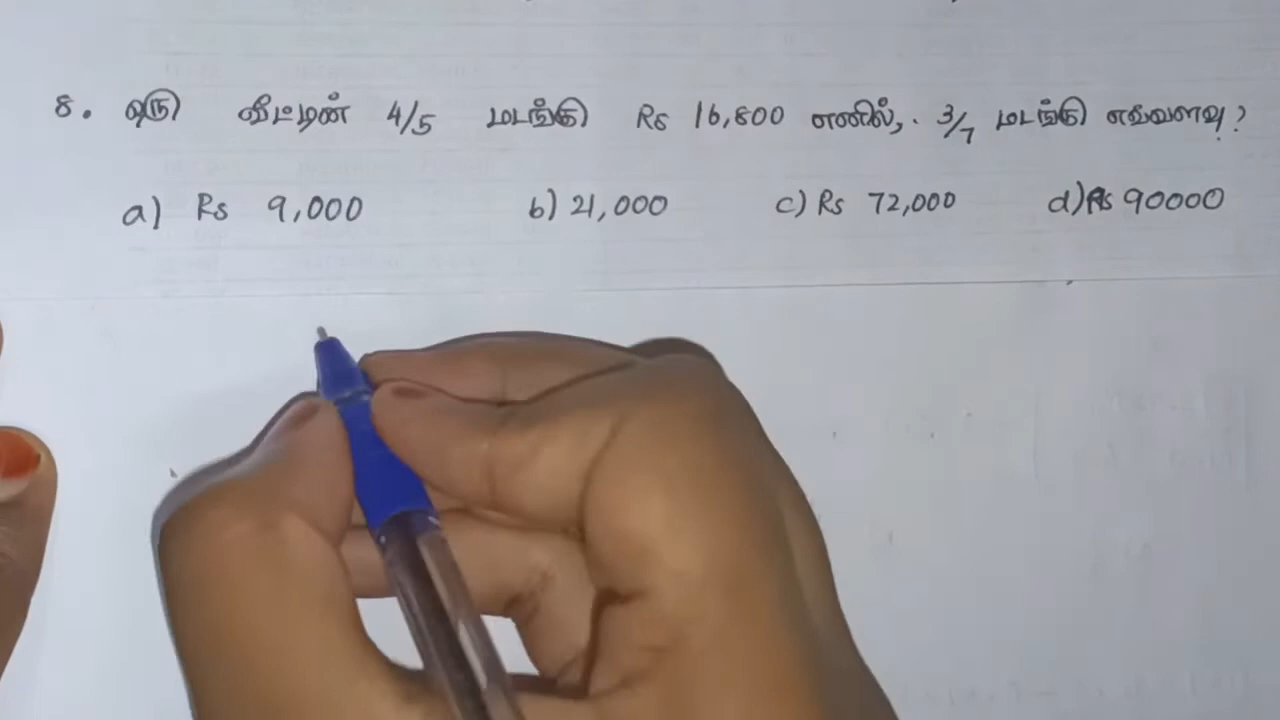 8. ஒரு வீட்டின் 4/5 மடங்கு Rs 16,800 எனில், . 3/7 மடங்கு எவ்வளவு?
a) Rs 9,000 b) 21,000 c) Rs 72,000 d) Rs 90000